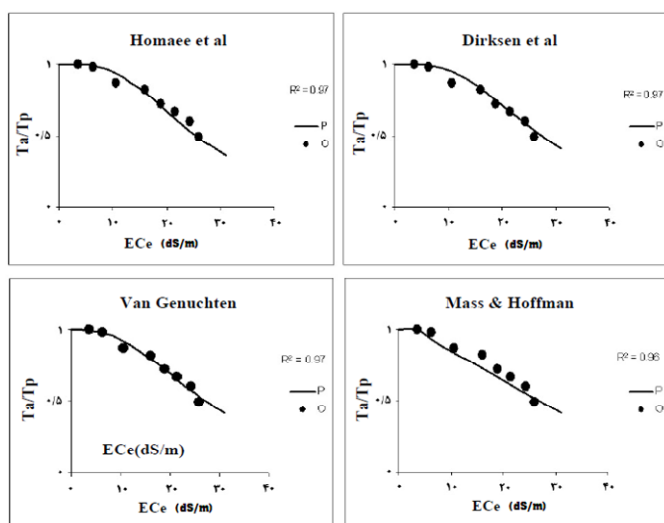 Homaee et al
۱
R² = 0.97
Ta/Tp
P
۰/۵
O
۰
۰ ۱۰ ۲۰ ۳۰ ۴۰
ECe (dS/m)
Dirksen et al
۱
R² = 0.97
Ta/Tp
P
۰/۵
O
۰
۰ ۱۰ ۲۰ ۳۰ ۴۰
ECe (dS/m)
Van Genuchten
۱
R² = 0.97
Ta/Tp
P
۰/۵
O
ECe(dS/m)
۰
۰ ۱۰ ۲۰ ۳۰ ۴۰
ECe (dS/m)
Mass & Hoffman
۱
R² = 0.96
Ta/Tp
P
۰/۵
O
۰
۰ ۱۰ ۲۰ ۳۰ ۴۰
ECe (dS/m)